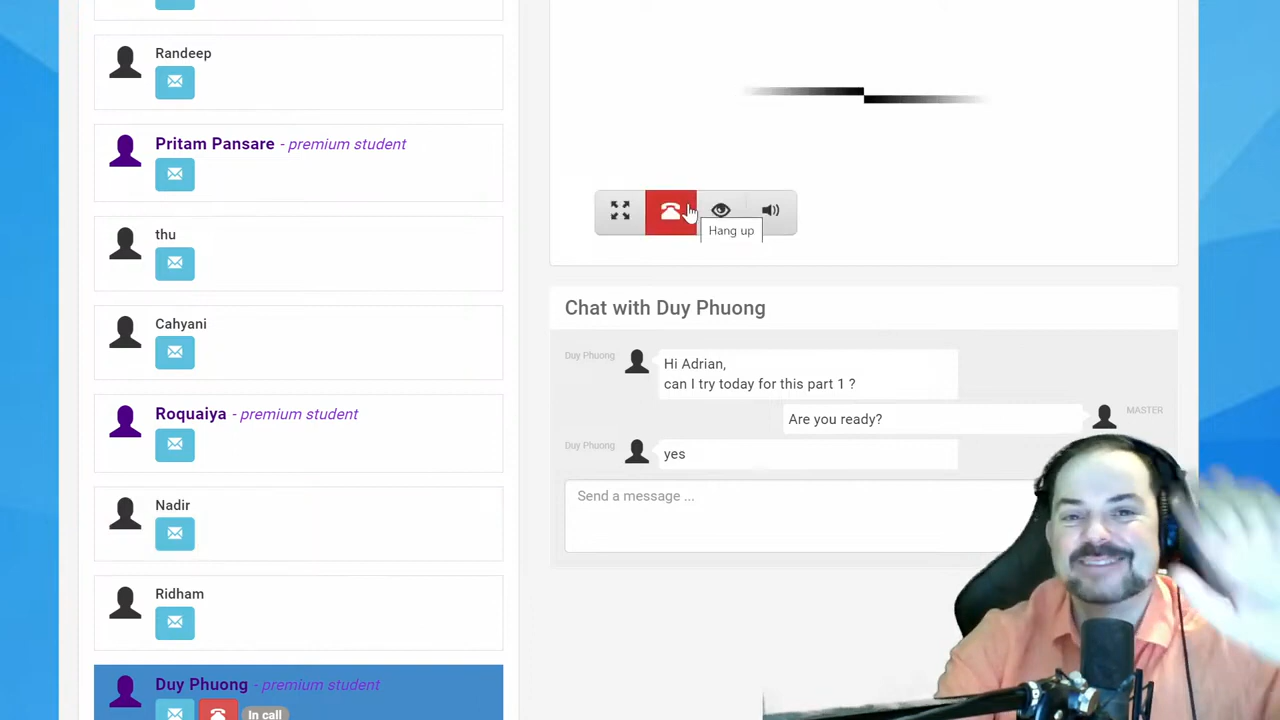 Randeep
Pritam Pansare - premium student
thu
Cahyani
Roquaiya - premium student
Nadir
Ridham
Duy Phuong - premium student
In call
Hang up
Chat with Duy Phuong
Duy Phuong
Hi Adrian,
can I try today for this part 1 ?
MASTER
Are you ready?
Duy Phuong
yes
Send a message ...